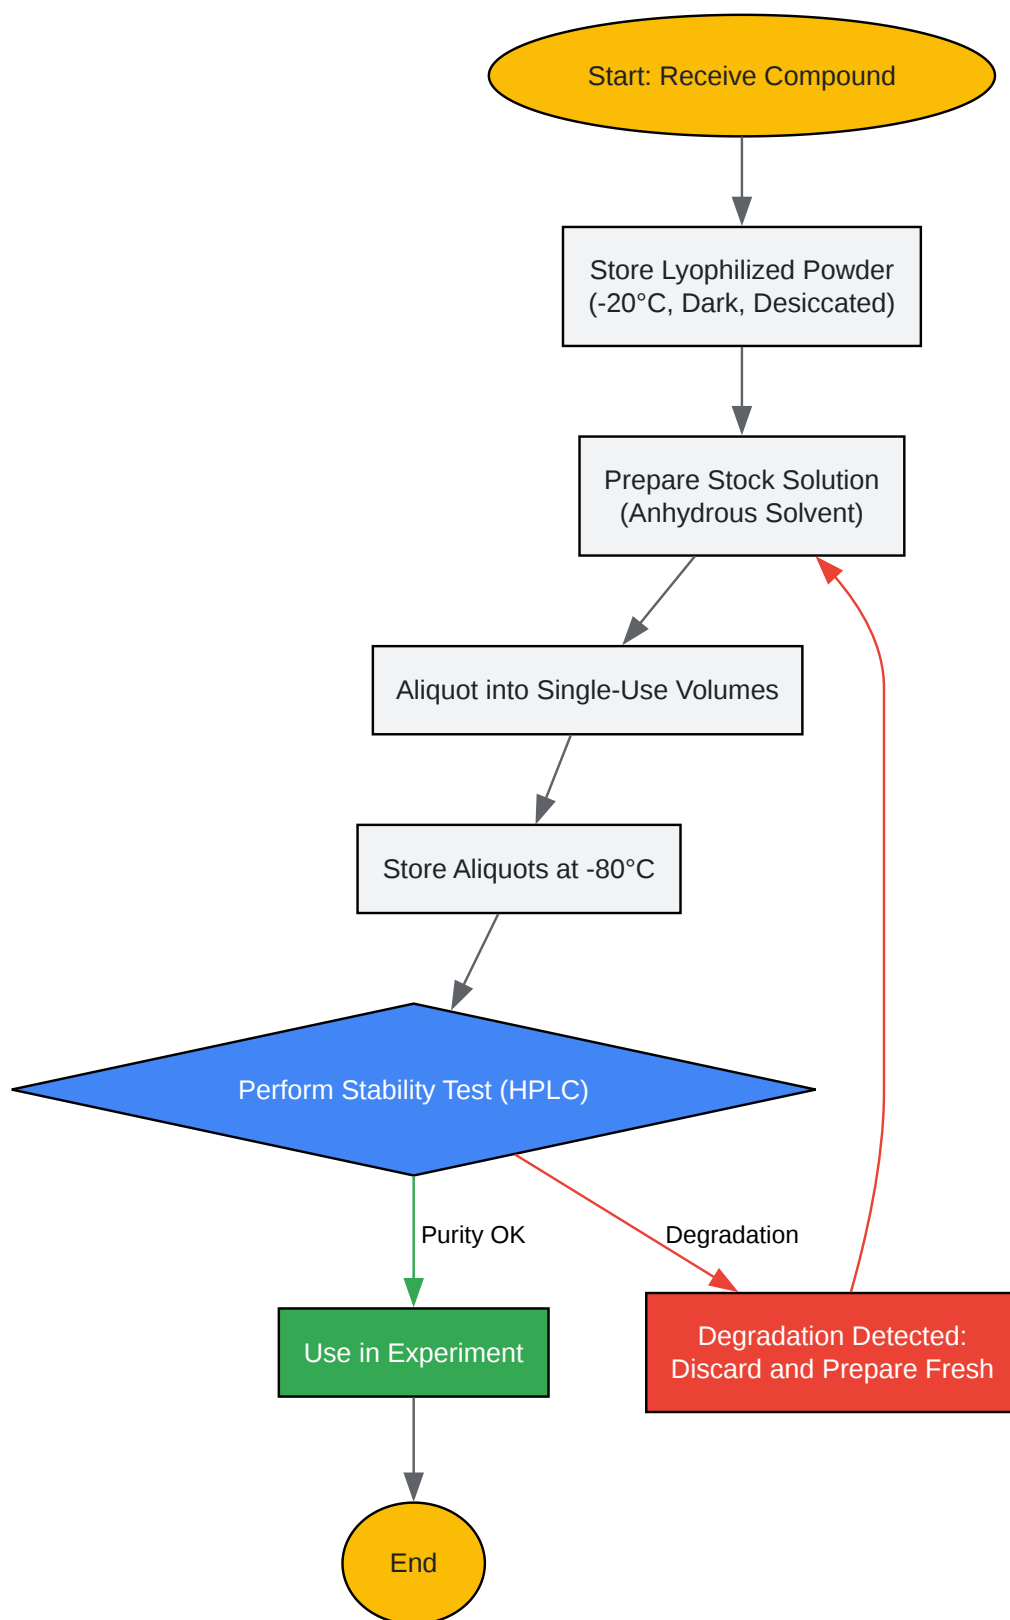 Start: Receive Compound
Store Lyophilized Powder
(-20°C, Dark, Desiccated)
Prepare Stock Solution
(Anhydrous Solvent)
Aliquot into Single-Use Volumes
Store Aliquots at -80°C
Perform Stability Test (HPLC)
Purity OK
Degradation
Use in Experiment
Degradation Detected:
Discard and Prepare Fresh
End